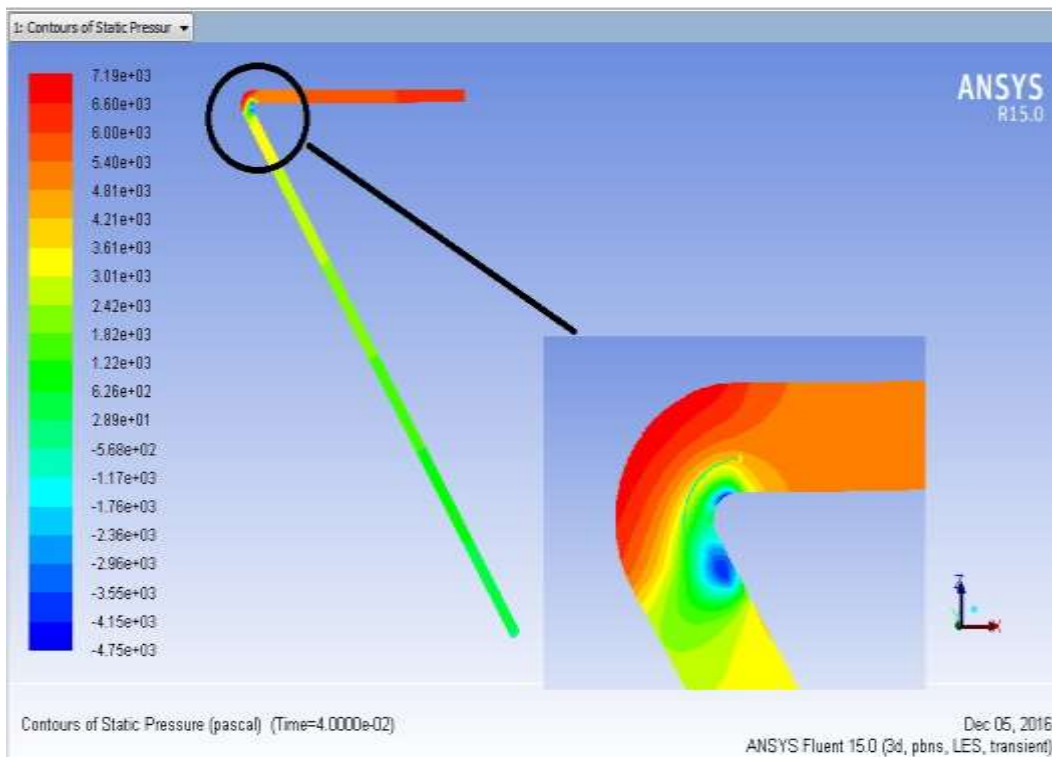 1: Contours of Static Pressur
ANSYS
R15.0
7.19e+03
6.60e+03
6.00e+03
5.40e+03
4.81e+03
4.21e+03
3.61e+03
3.01e+03
2.42e+03
1.82e+03
1.22e+03
6.26e+02
2.89e+01
-5.68e+02
-1.17e+03
-1.76e+03
-2.36e+03
-2.96e+03
-3.55e+03
-4.15e+03
-4.75e+03
Z
Y
X
Contours of Static Pressure (pascal) (Time=4.0000e-02)
Dec 05, 2016
ANSYS Fluent 15.0 (3d, pbns, LES, transient)